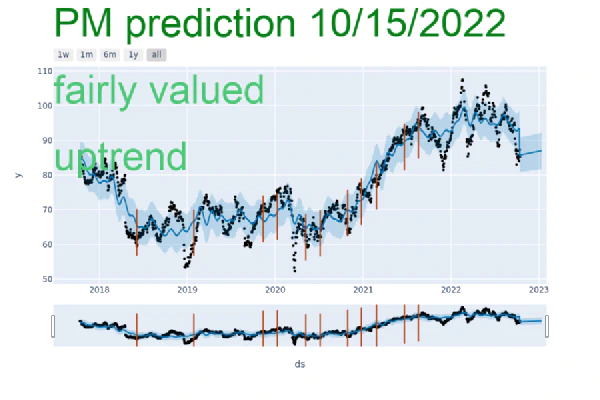 PM prediction 10/15/2022
1w 1m 6m 1y all
110
fairly valued
100
90
uptrend
80
y
70
60
50
2018 2019 2020 2021 2022 2023
ds